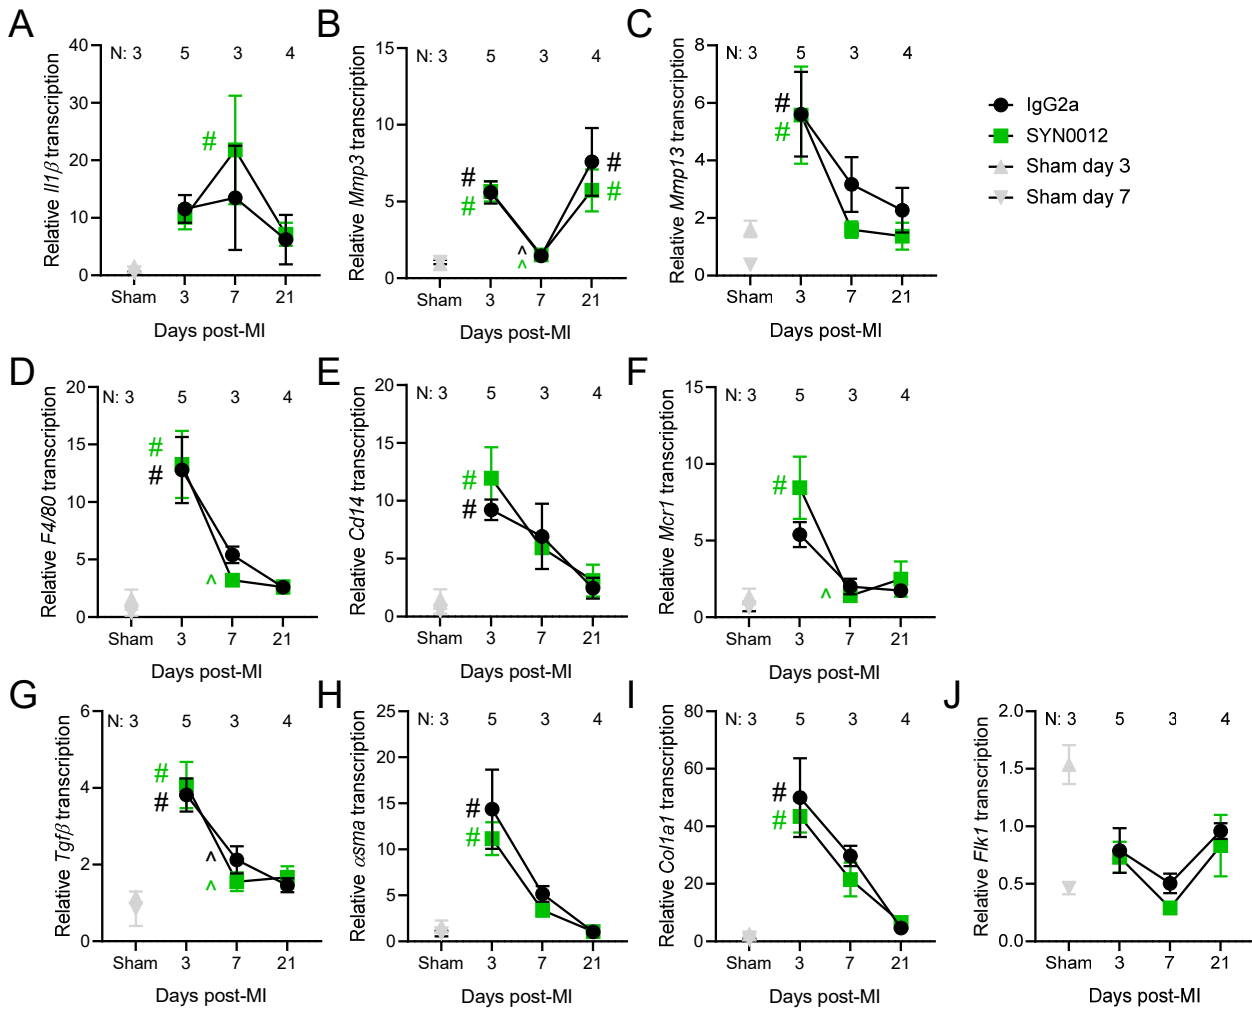 A
Relative Il1β transcription
N: 3 5 3 4
40
30
20
10
0
#
Sham 3 7 21
Days post-MI
B
Relative Mmp3 transcription
N: 3 5 3 4
15
10
5
0
# # ^ ^ # #
Sham 3 7 21
Days post-MI
C
Relative Mmp13 transcription
N: 3 5 3 4
8
6
4
2
0
# #
Sham 3 7 21
Days post-MI
IgG2a
SYN0012
Sham day 3
Sham day 7
D
Relative F4/80 transcription
N: 3 5 3 4
20
15
10
5
0
# # ^
Sham 3 7 21
Days post-MI
E
Relative Cd14 transcription
N: 3 5 3 4
20
15
10
5
0
# #
Sham 3 7 21
Days post-MI
F
Relative Mcr1 transcription
N: 3 5 3 4
15
10
5
0
# ^
Sham 3 7 21
Days post-MI
G
Relative Tgfβ transcription
N: 3 5 3 4
6
4
2
0
# # ^ ^
Sham 3 7 21
Days post-MI
H
Relative αsma transcription
N: 3 5 3 4
25
20
15
10
5
0
# #
Sham 3 7 21
Days post-MI
I
Relative Col1a1 transcription
N: 3 5 3 4
80
60
40
20
0
# #
Sham 3 7 21
Days post-MI
J
Relative Flk1 transcription
N: 3 5 3 4
2.0
1.5
1.0
0.5
0.0
Sham 3 7 21
Days post-MI